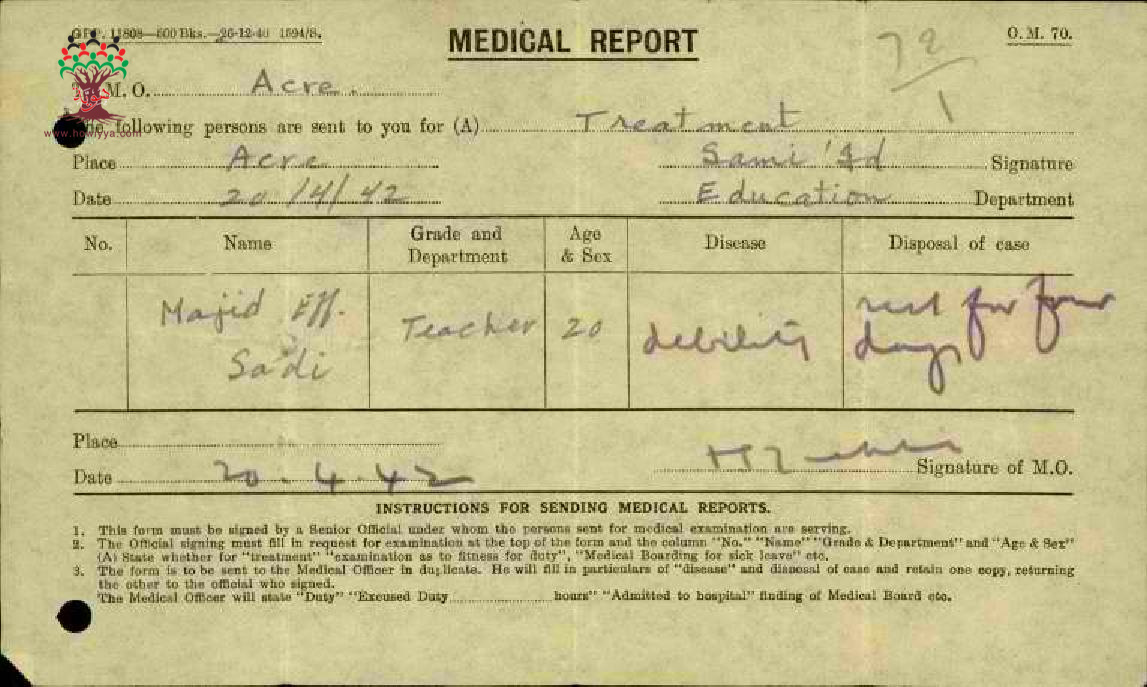 G.P.P. 11808—500 Bks.—26-12-40 1594/S.
MEDICAL REPORT
72/1
O.M. 70.
M. O. Acre.
www.howiyya.com
The following persons are sent to you for (A) Treatment
Place Acre Sami 'Id Signature
Date 20/4/42 Education Department
No. Name Grade and Department Age & Sex Disease Disposal of case
Majid Eff. Sa'di Teacher 20 debility rest for four days
Place
Date 20.4.42 Signature of M.O.
INSTRUCTIONS FOR SENDING MEDICAL REPORTS.
1. This form must be signed by a Senior Official under whom the persons sent for medical examination are serving.
2. The Official signing must fill in request for examination at the top of the form and the column "No." "Name" "Grade & Department" and "Age & Sex"
(A) State whether for "treatment" "examination as to fitness for duty", "Medical Boarding for sick leave" etc.
3. The form is to be sent to the Medical Officer in duplicate. He will fill in particulars of "disease" and disposal of case and retain one copy, returning
the other to the official who signed.
The Medical Officer will state "Duty" "Excused Duty hours" "Admitted to hospital" finding of Medical Board etc.